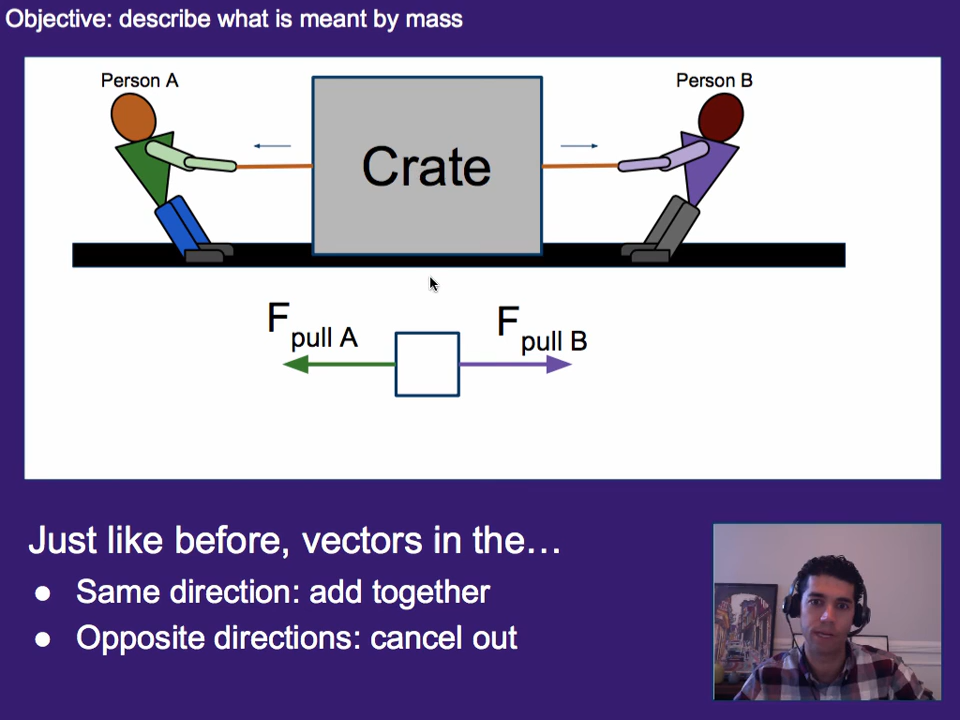 Objective: describe what is meant by mass
Person A
Person B
Crate
F pull A
F pull B
Just like before, vectors in the…
● Same direction: add together
● Opposite directions: cancel out